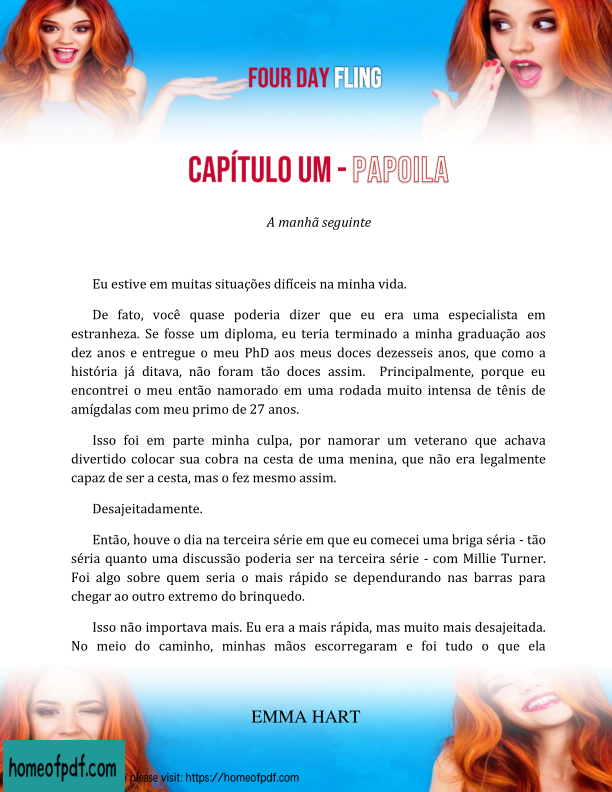 FOUR DAY FLING
CAPÍTULO UM - PAPOILA
A manhã seguinte
Eu estive em muitas situações difíceis na minha vida.
De fato, você quase poderia dizer que eu era uma especialista em
estranheza. Se fosse um diploma, eu teria terminado a minha graduação aos
dez anos e entregue o meu PhD aos meus doces dezesseis anos, que como a
história já ditava, não foram tão doces assim. Principalmente, porque eu
encontrei o meu então namorado em uma rodada muito intensa de tênis de
amígdalas com meu primo de 27 anos.
Isso foi em parte minha culpa, por namorar um veterano que achava
divertido colocar sua cobra na cesta de uma menina, que não era legalmente
capaz de ser a cesta, mas o fez mesmo assim.
Desajeitadamente.
Então, houve o dia na terceira série em que eu comecei uma briga séria - tão
séria quanto uma discussão poderia ser na terceira série - com Millie Turner.
Foi algo sobre quem seria o mais rápido se dependurando nas barras para
chegar ao outro extremo do brinquedo.
Isso não importava mais. Eu era a mais rápida, mas muito mais desajeitada.
No meio do caminho, minhas mãos escorregaram e foi tudo o que ela
EMMA HART
homeofpdf.com
please visit: https://homeofpdf.com